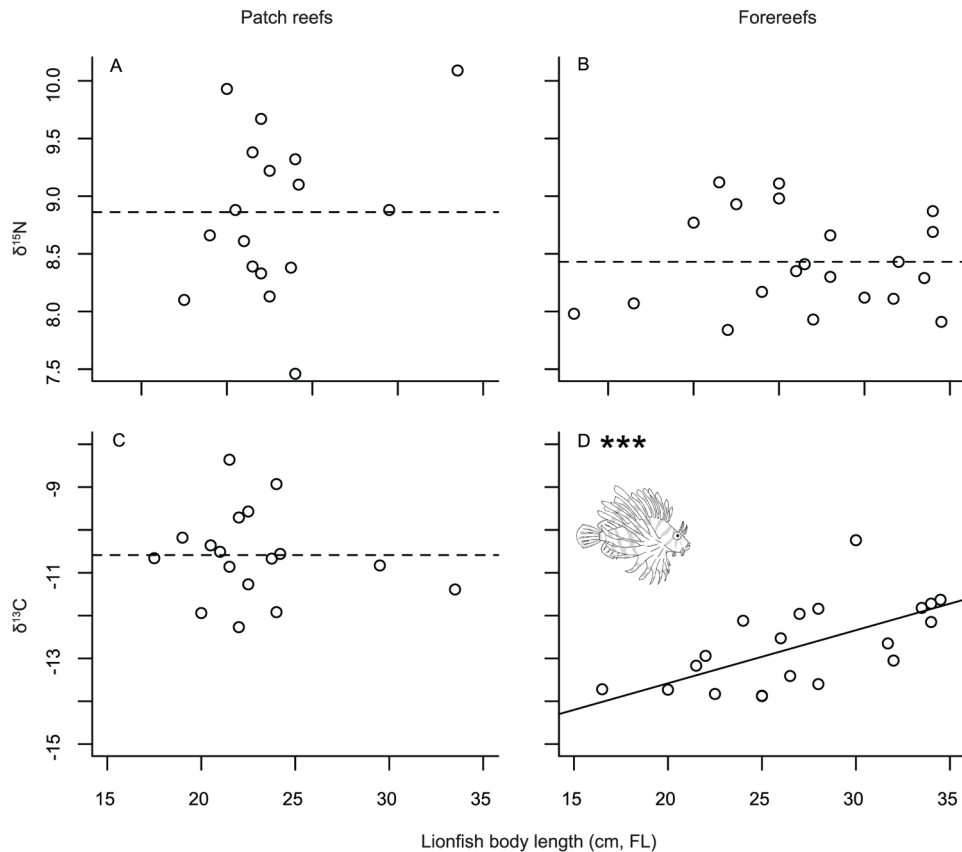 Patch reefs
Forereefs
A
B
10.0
9.5
9.0
8.5
8.0
7.5
δ15N
C
D ***
-9
-11
-13
-15
δ13C
15 20 25 30 35
15 20 25 30 35
Lionfish body length (cm, FL)